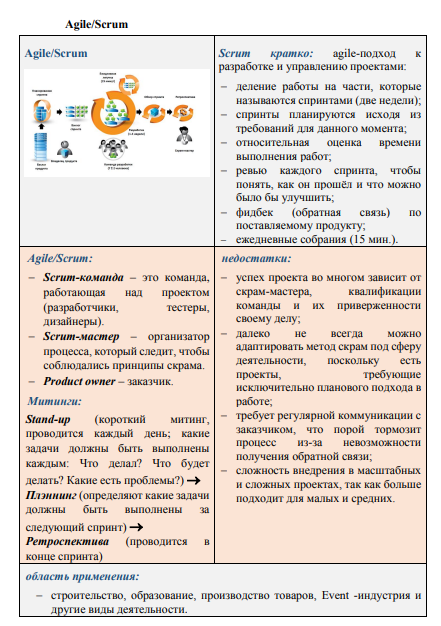 Agile/Scrum
Agile/Scrum
Scrum кратко: agile-подход к
разработке и управлению проектами:
– деление работы на части, которые
называются спринтами (две недели);
– спринты планируются исходя из
требований для данного момента;
– относительная оценка времени
выполнения работ;
– ревью каждого спринта, чтобы
понять, как он прошёл и что можно
было бы улучшить;
– фидбек (обратная связь) по
поставляемому продукту;
– ежедневные собрания (15 мин.).
Agile/Scrum:
– Scrum-команда – это команда,
работающая над проектом
(разработчики, тестеры,
дизайнеры).
– Scrum-мастер – организатор
процесса, который следит, чтобы
соблюдались принципы скрама.
– Product owner – заказчик.
Митинги:
Stand-up (короткий митинг,
проводится каждый день; какие
задачи должны быть выполнены
каждым: Что делал? Что будет
делать? Какие есть проблемы?) →
Плэннинг (определяют какие задачи
должны быть выполнены за
следующий спринт) →
Ретроспектива (проводится в
конце спринта)
недостатки:
– успех проекта во многом зависит от
скрам-мастера, квалификации
команды и их приверженности
своему делу;
– далеко не всегда можно
адаптировать метод скрам под сферу
деятельности, поскольку есть
проекты, требующие
исключительно планового подхода в
работе;
– требует регулярной коммуникации с
заказчиком, что порой тормозит
процесс из-за невозможности
получения обратной связи;
– сложность внедрения в масштабных
и сложных проектах, так как больше
подходит для малых и средних.
область применения:
– строительство, образование, производство товаров, Event -индустрия и
другие виды деятельности.